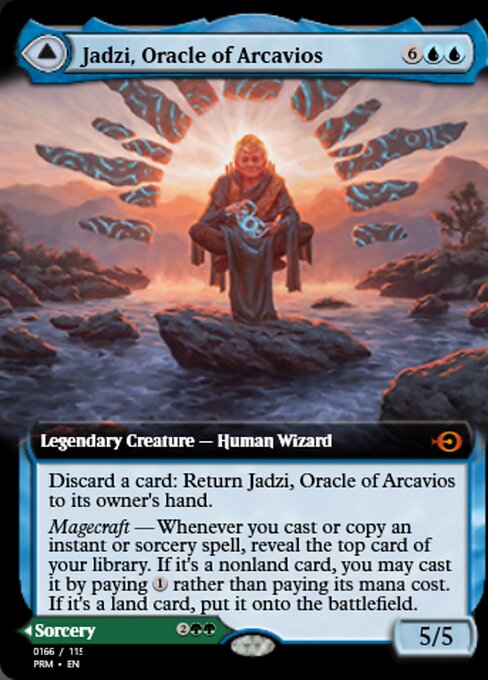 Jadzi, Oracle of Arcavios 6UU
Legendary Creature — Human Wizard
Discard a card: Return Jadzi, Oracle of Arcavios
to its owner's hand.
Magecraft — Whenever you cast or copy an
instant or sorcery spell, reveal the top card of
your library. If it's a nonland card, you may cast
it by paying 1 rather than paying its mana cost.
If it's a land card, put it onto the battlefield.
Sorcery 2GG
5/5
0166 / 115
PRM • EN